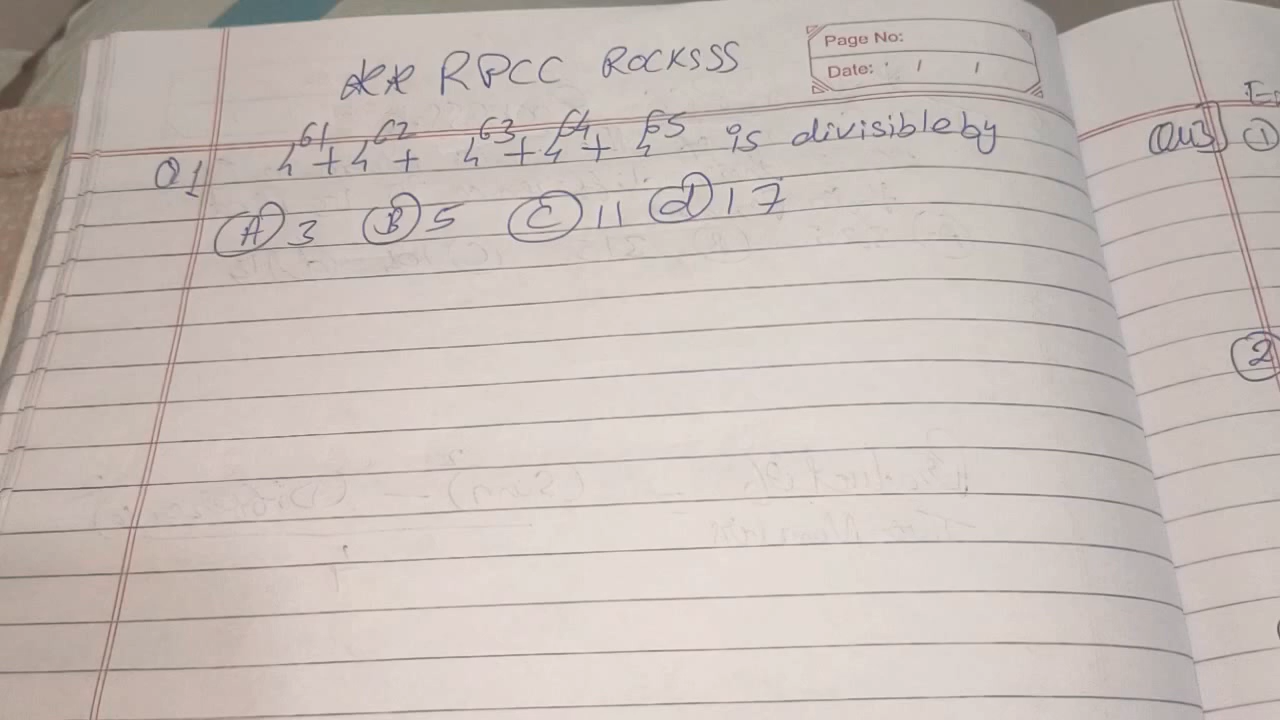 RPCC ROCKSSS
Page No:
Date: / /
Q1 4^61 + 4^62 + 4^63 + 4^64 + 4^65 is divisible by
(A) 3 (B) 5 (C) 11 (d) 17
Qu3) ①
②